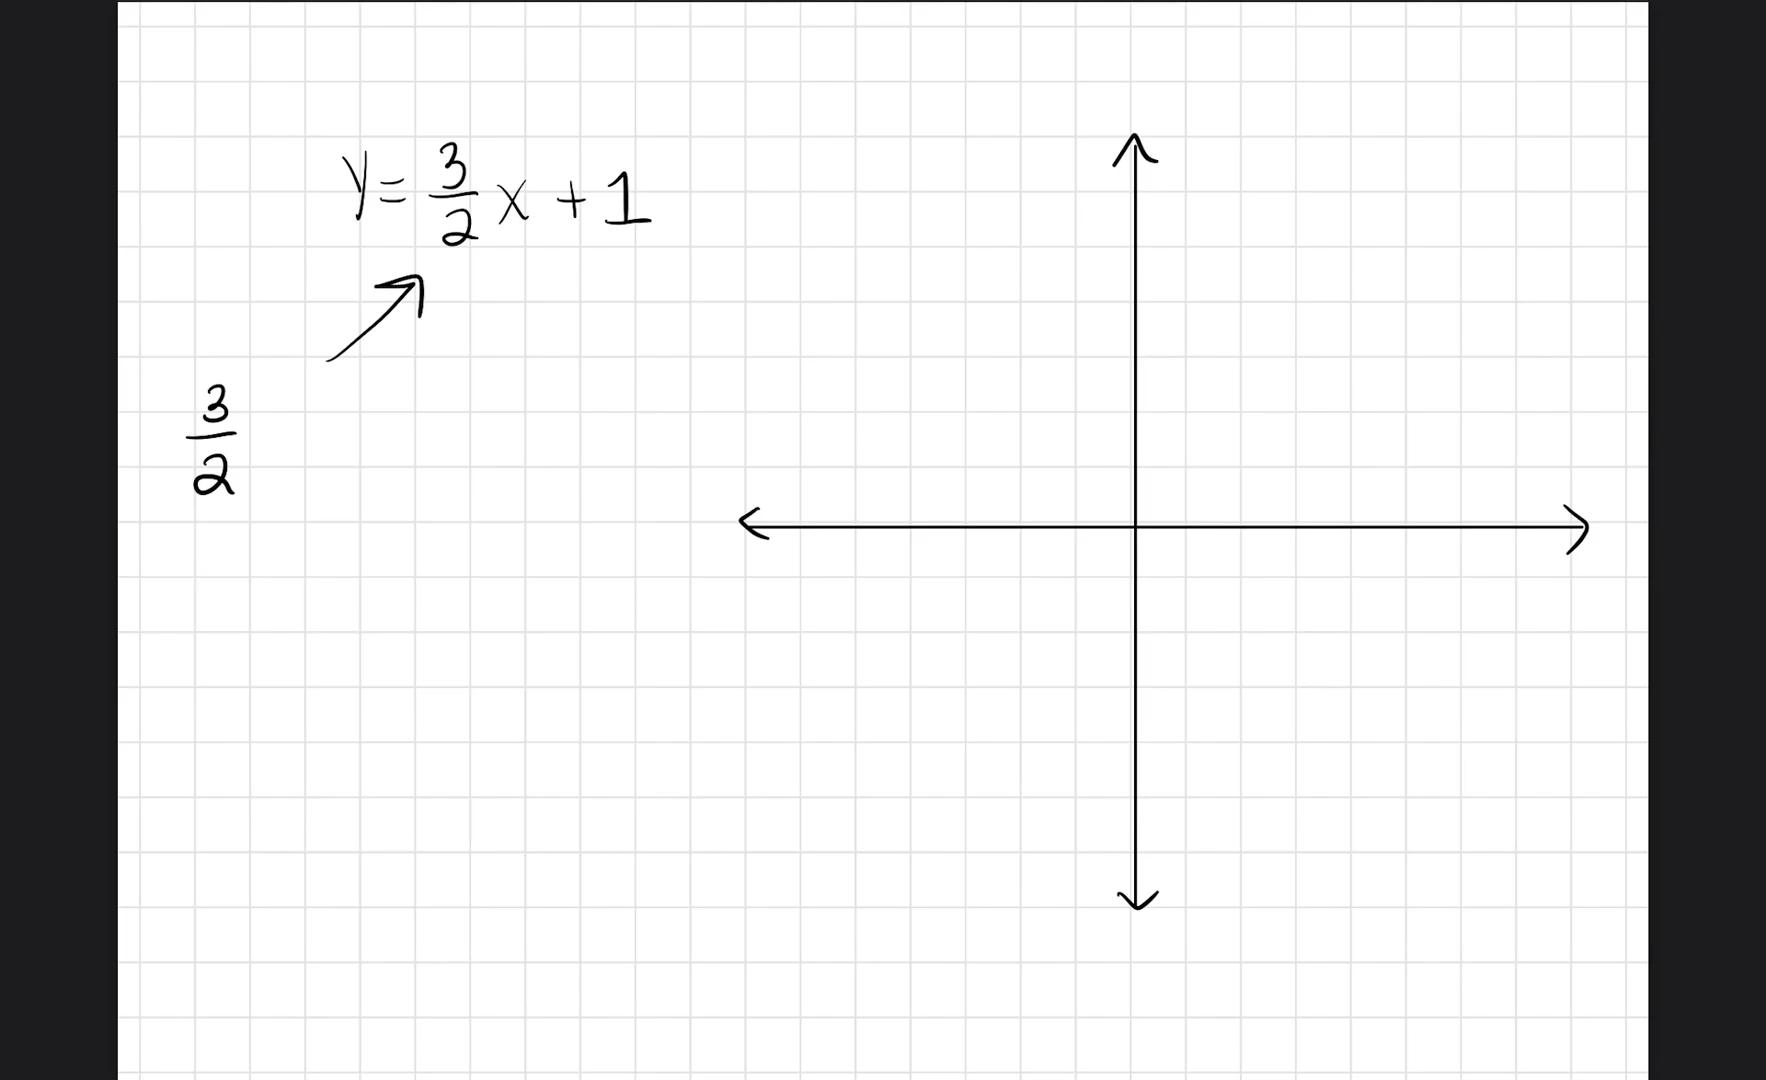 y = 3/2 x + 1
3/2